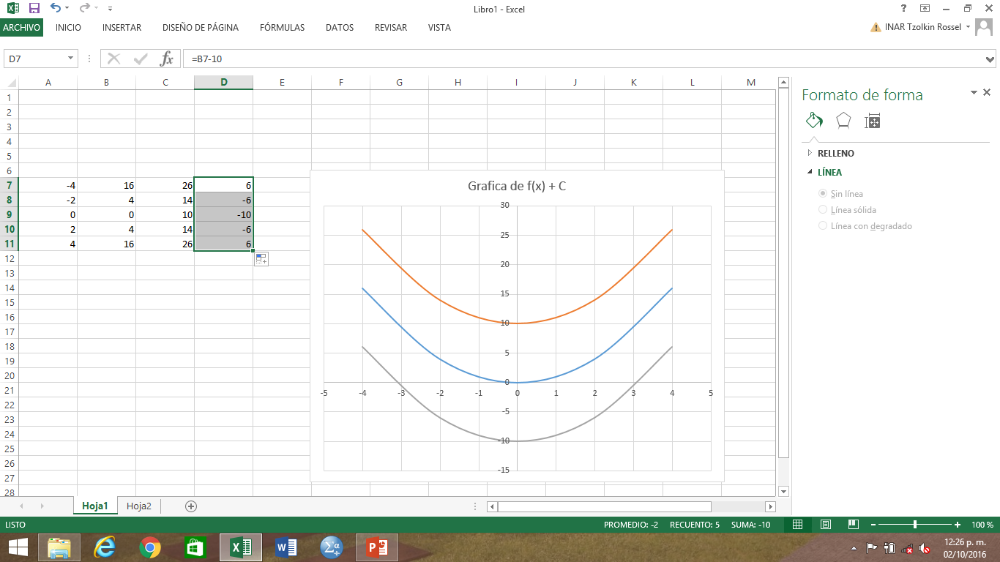 Libro1 - Excel
ARCHIVO INICIO INSERTAR DISEÑO DE PÁGINA FÓRMULAS DATOS REVISAR VISTA INAR Tzolkin Rossel
D7 fx =B7-10
A B C D E F G H I J K L M
1
2
3
4
5
6
7 -4 16 26 6
8 -2 4 14 -6
9 0 0 10 -10
10 2 4 14 -6
11 4 16 26 6
12
13
14
15
16
17
18
19
20
21
22
23
24
25
26
27
28
Grafica de f(x) + C
30
25
20
15
10
5
0
-5 -4 -3 -2 -1 0 1 2 3 4 5
-5
-10
-15
Formato de forma
RELLENO
LÍNEA
Sin línea
Línea sólida
Línea con degradado
Hoja1 Hoja2
LISTO PROMEDIO: -2 RECUENTO: 5 SUMA: -10 100 %
12:26 p. m.
02/10/2016